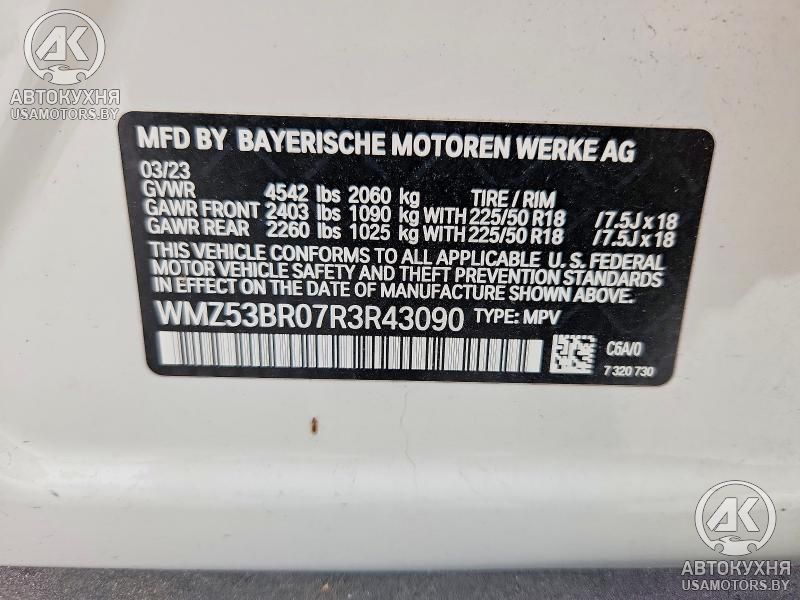 AK
АВТОКУХНЯ
USAMOTORS.BY
MFD BY BAYERISCHE MOTOREN WERKE AG
03/23
GVWR 4542 lbs 2060 kg TIRE / RIM
GAWR FRONT 2403 lbs 1090 kg WITH 225/50 R18 /7.5J x 18
GAWR REAR 2260 lbs 1025 kg WITH 225/50 R18 /7.5J x 18
THIS VEHICLE CONFORMS TO ALL APPLICABLE U. S. FEDERAL
MOTOR VEHICLE SAFETY AND THEFT PREVENTION STANDARDS
IN EFFECT ON THE DATE OF MANUFACTURE SHOWN ABOVE.
WMZ53BR07R3R43090 TYPE: MPV
C6A/0
7 320 730
AK
АВТОКУХНЯ
USAMOTORS.BY